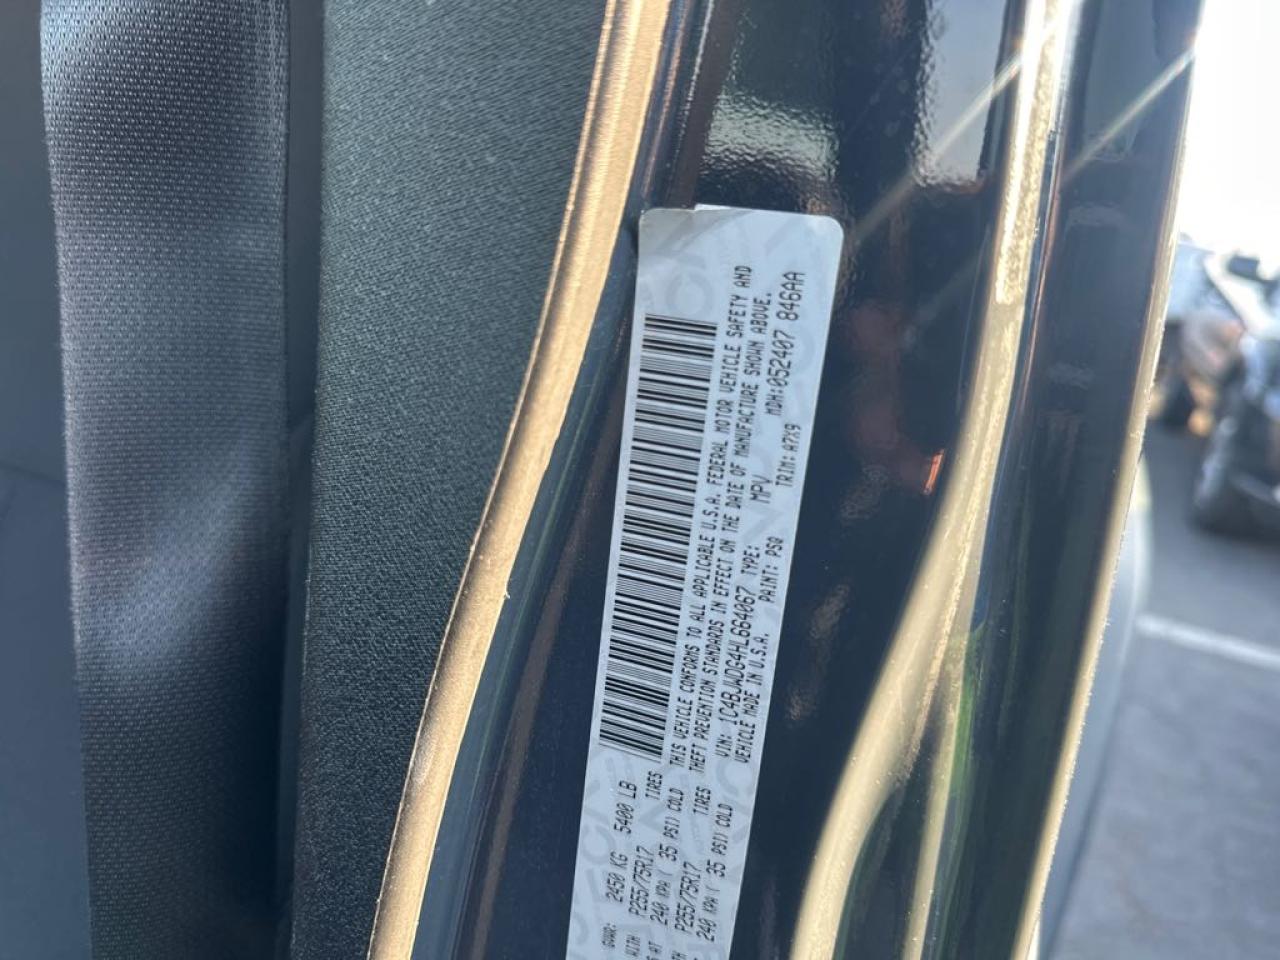 GVWR: 2450 KG 5400 LB
WITH P255/75R17 TIRES
AT 240 KPA ( 35 PSI) COLD
P255/75R17 TIRES
240 KPA ( 35 PSI) COLD
THIS VEHICLE CONFORMS TO ALL APPLICABLE U.S.A. FEDERAL MOTOR VEHICLE SAFETY AND
THEFT PREVENTION STANDARDS IN EFFECT ON THE DATE OF MANUFACTURE SHOWN ABOVE.
VIN: 1C4BJWDG4HL664067 TYPE: MPV MDH:052407 846AA
VEHICLE MADE IN U.S.A. PAINT: PSQ TRIM: A7X9